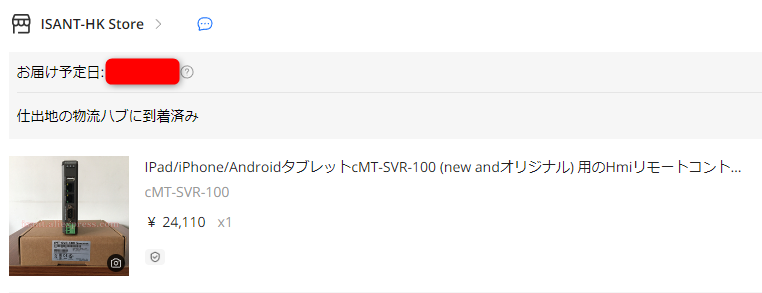 ISANT-HK Store
お届け予定日:
仕出地の物流ハブに到着済み
IPad/iPhone/AndroidタブレットcMT-SVR-100 (new andオリジナル) 用のHmiリモートコント...
cMT-SVR-100
¥ 24,110 x1